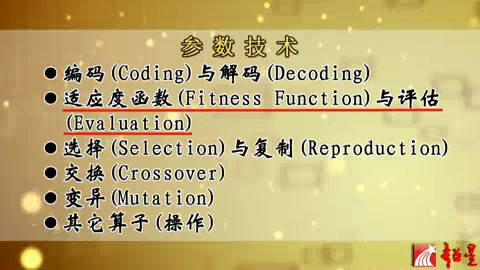 参数技术
●编码(Coding)与解码(Decoding)
●适应度函数(Fitness Function)与评估
(Evaluation)
●选择(Selection)与复制(Reproduction)
●交换(Crossover)
●变异(Mutation)
●其它算子(操作)
超星